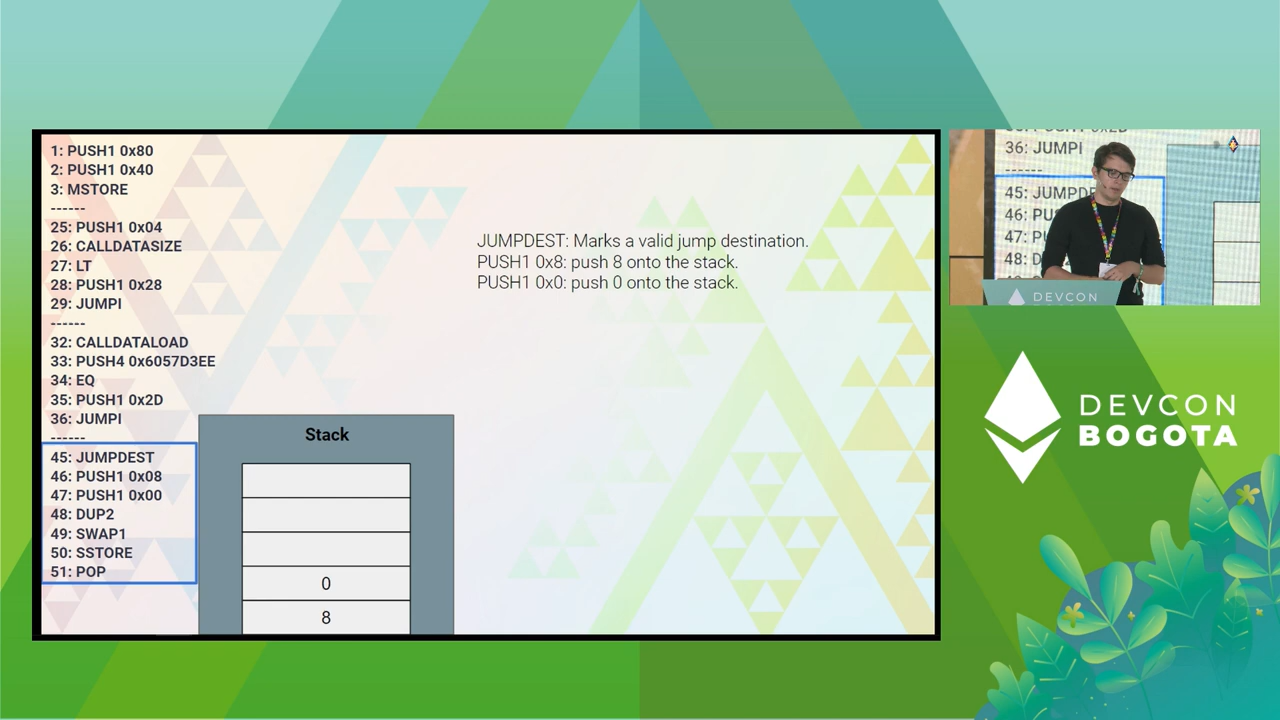 1: PUSH1 0x80
2: PUSH1 0x40
3: MSTORE
------
25: PUSH1 0x04
26: CALLDATASIZE
27: LT
28: PUSH1 0x28
29: JUMPI
------
32: CALLDATALOAD
33: PUSH4 0x6057D3EE
34: EQ
35: PUSH1 0x2D
36: JUMPI
------
45: JUMPDEST
46: PUSH1 0x08
47: PUSH1 0x00
48: DUP2
49: SWAP1
50: SSTORE
51: POP
Stack
0
8
JUMPDEST: Marks a valid jump destination.
PUSH1 0x8: push 8 onto the stack.
PUSH1 0x0: push 0 onto the stack.
36: JUMPI
------
45: JUMPDE
46: PUS
47: P
48: D
DEVCON
DEVCON
BOGOTA